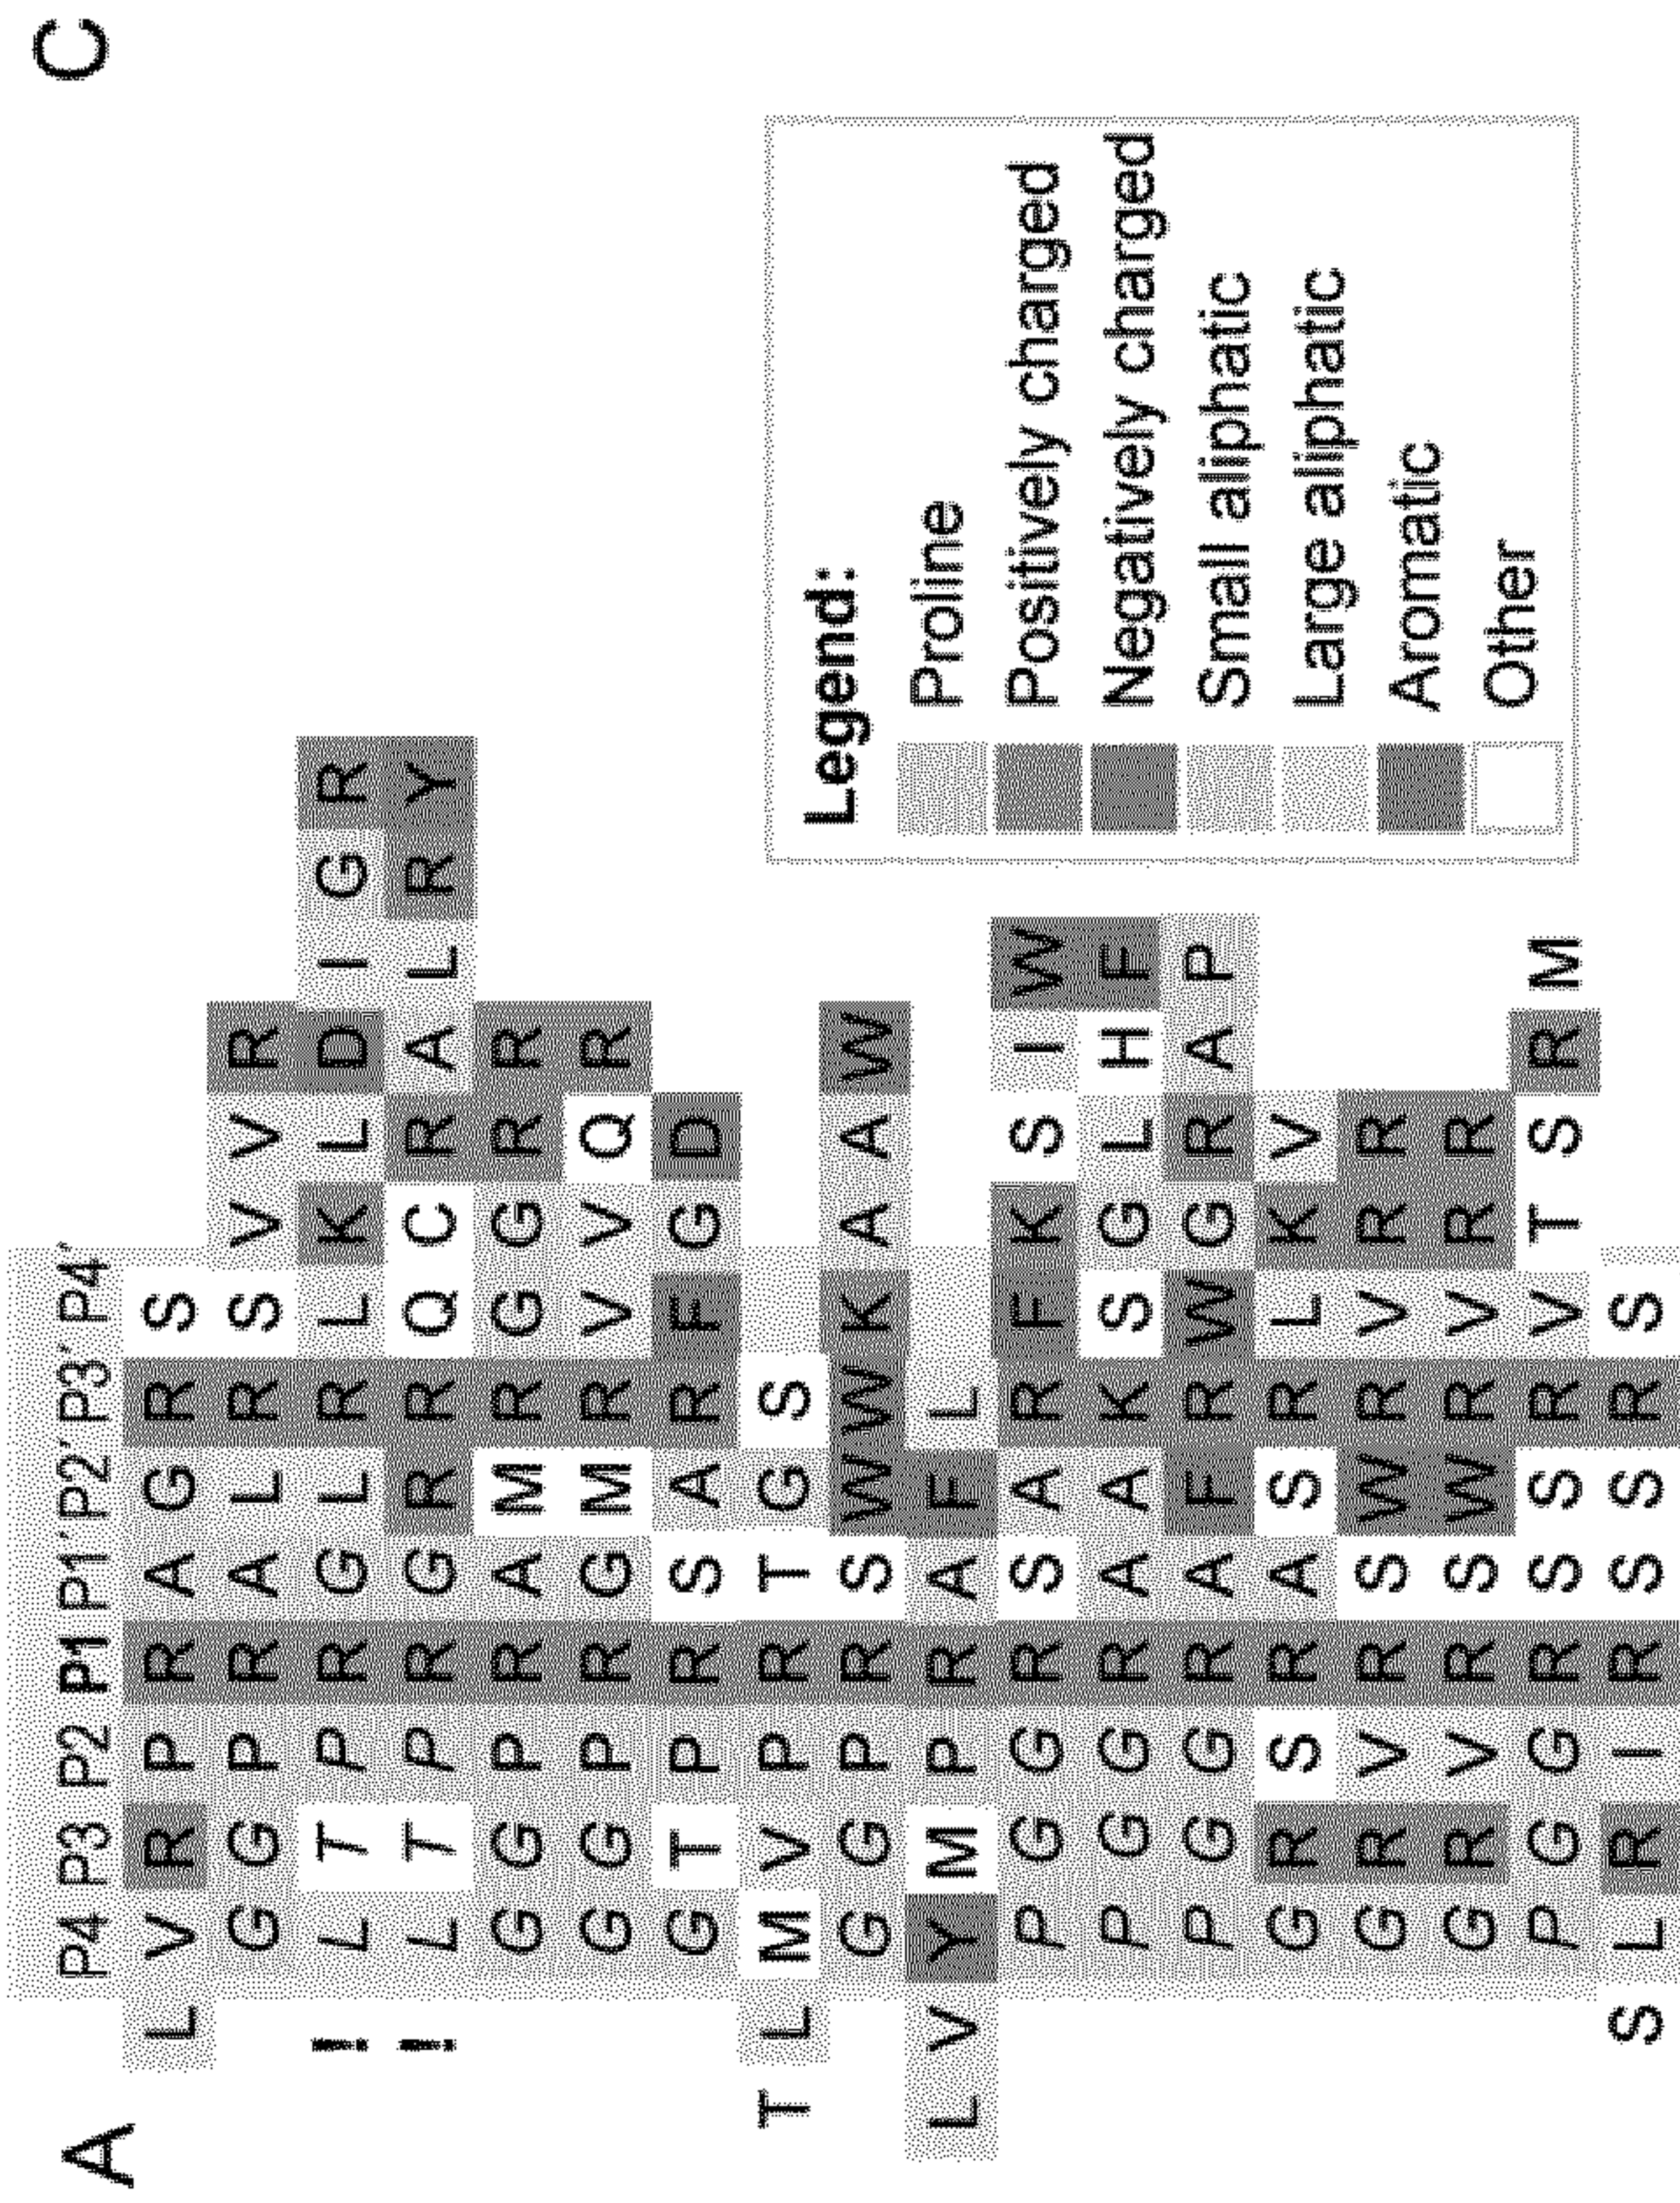 A
C
P4 P3 P2 P1 P1' P2' P3' P4'
L V R P R A G R S
G G P R A L R S V V R
I L T P R G L R L K L D I G R
I L T P R G R R Q C R A L R Y
G G P R A M R G G R R
G G P R G M R V V Q R
G T P R S A R F G D
T L M V P R T G S
G G P R S W W K A A W
L V Y M P R A F L
P G G R S A R F K S I W
P G G R A A K S G L H F
P G G R A F R W G R A P
G R S R A S R L K V
G R V R S W R V R R
G R V R S W R V R R
P G G R S S R V T S R M
S L R I R S S R S
Legend:
Proline
Positively charged
Negatively charged
Small aliphatic
Large aliphatic
Aromatic
Other